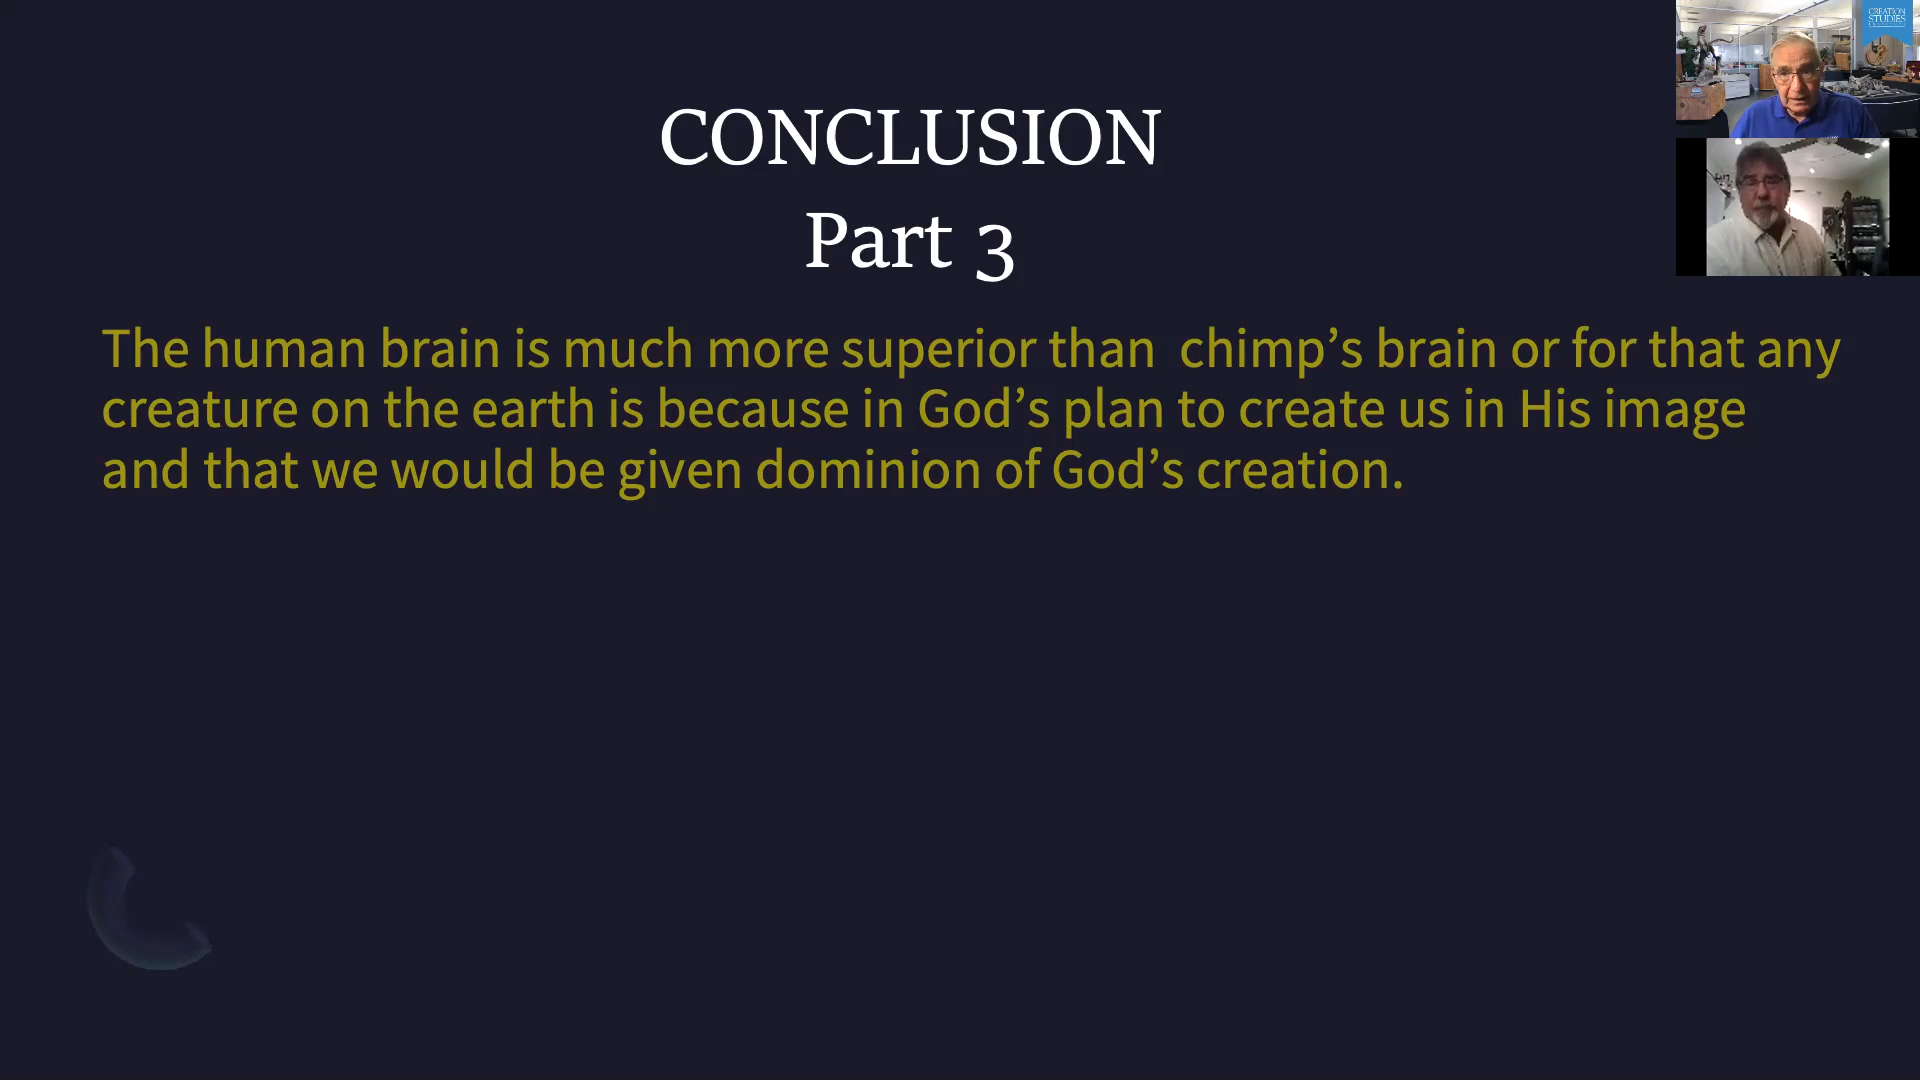 CREATION
STUDIES
CONCLUSION
Part 3
The human brain is much more superior than  chimp’s brain or for that any
creature on the earth is because in God’s plan to create us in His image
and that we would be given dominion of God’s creation.